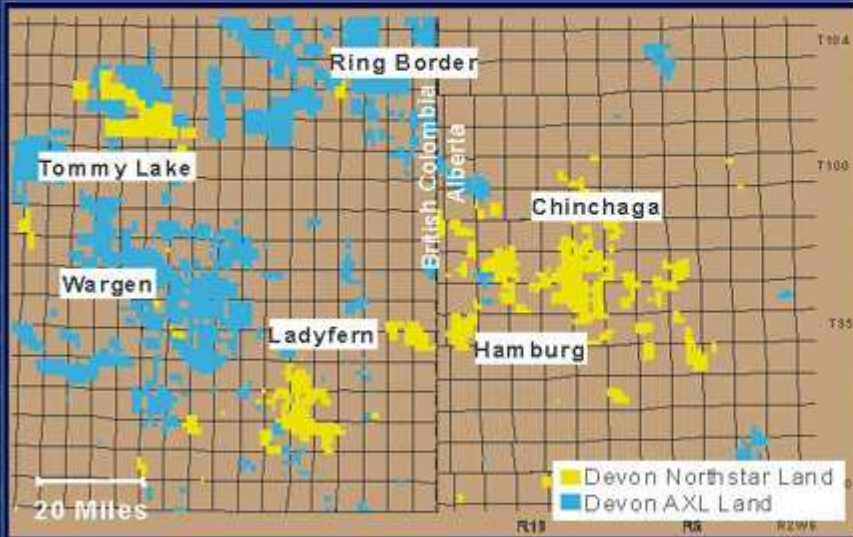 T104
Ring Border
British Colombia
Alberta
Tommy Lake
T100
Chinchaga
Wargen
Ladyfern
T95
Hamburg
Devon Northstar Land
20 Miles
Devon AXL Land
R10
R5
R2W6